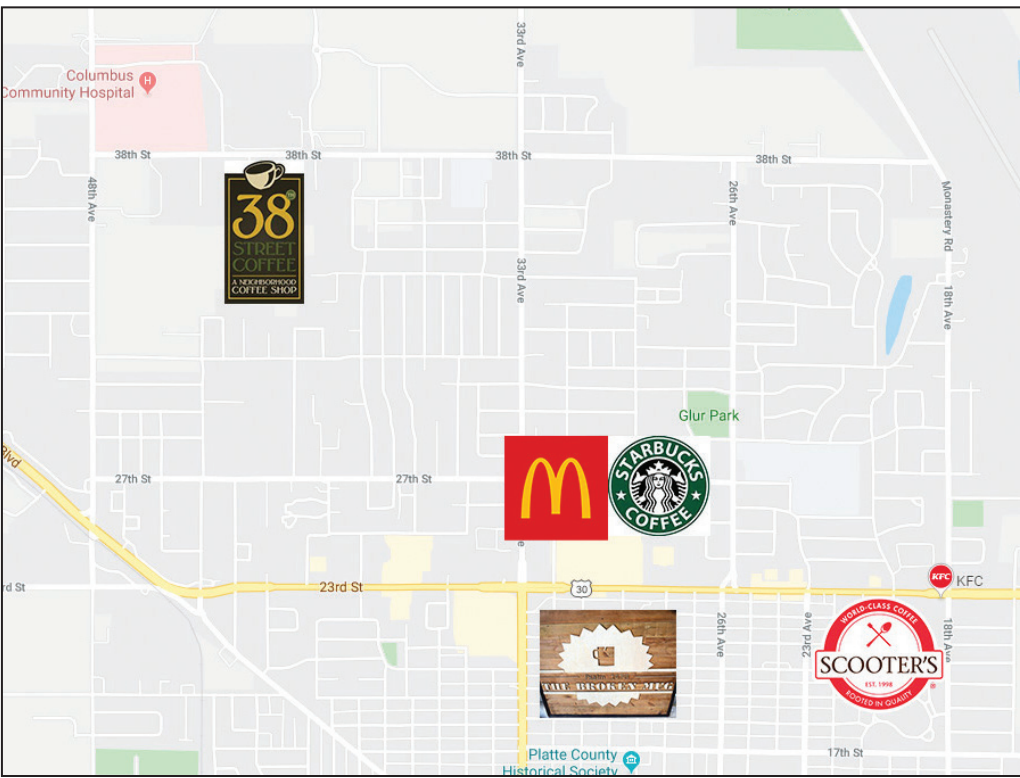 33rd Ave
Columbus
Community Hospital
H
38th St
38th St
38th St
38th St
48th Ave
38
STREET
COFFEE
A NEIGHBORHOOD
COFFEE SHOP
26th Ave
Monastery Rd
33rd Ave
18th Ave
Glur Park
Blvd
27th St
27th St
STARBUCKS
COFFEE
rd St
23rd St
30
KFC
KFC
26th Ave
23rd Ave
18th Ave
WORLD-CLASS COFFEE
SCOOTER'S
®
EST. 1998
ROOTED IN QUALITY
17th St
Platte County
Historical Society